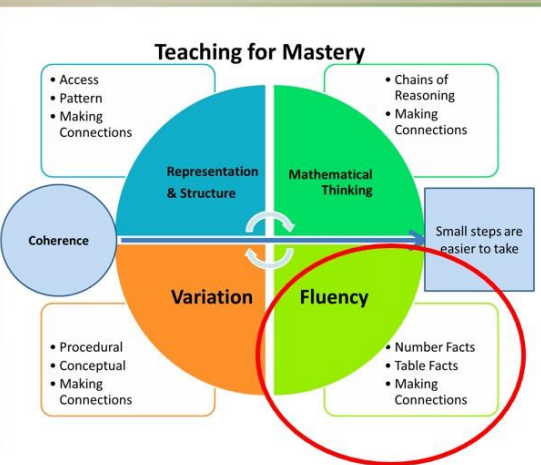 Teaching for Mastery
• Access
• Pattern
• Making
Connections
• Chains of
Reasoning
• Making
Connections
Representation
& Structure
Mathematical
Thinking
Coherence
Small steps are
easier to take
Variation
Fluency
• Procedural
• Conceptual
• Making
Connections
• Number Facts
• Table Facts
• Making
Connections